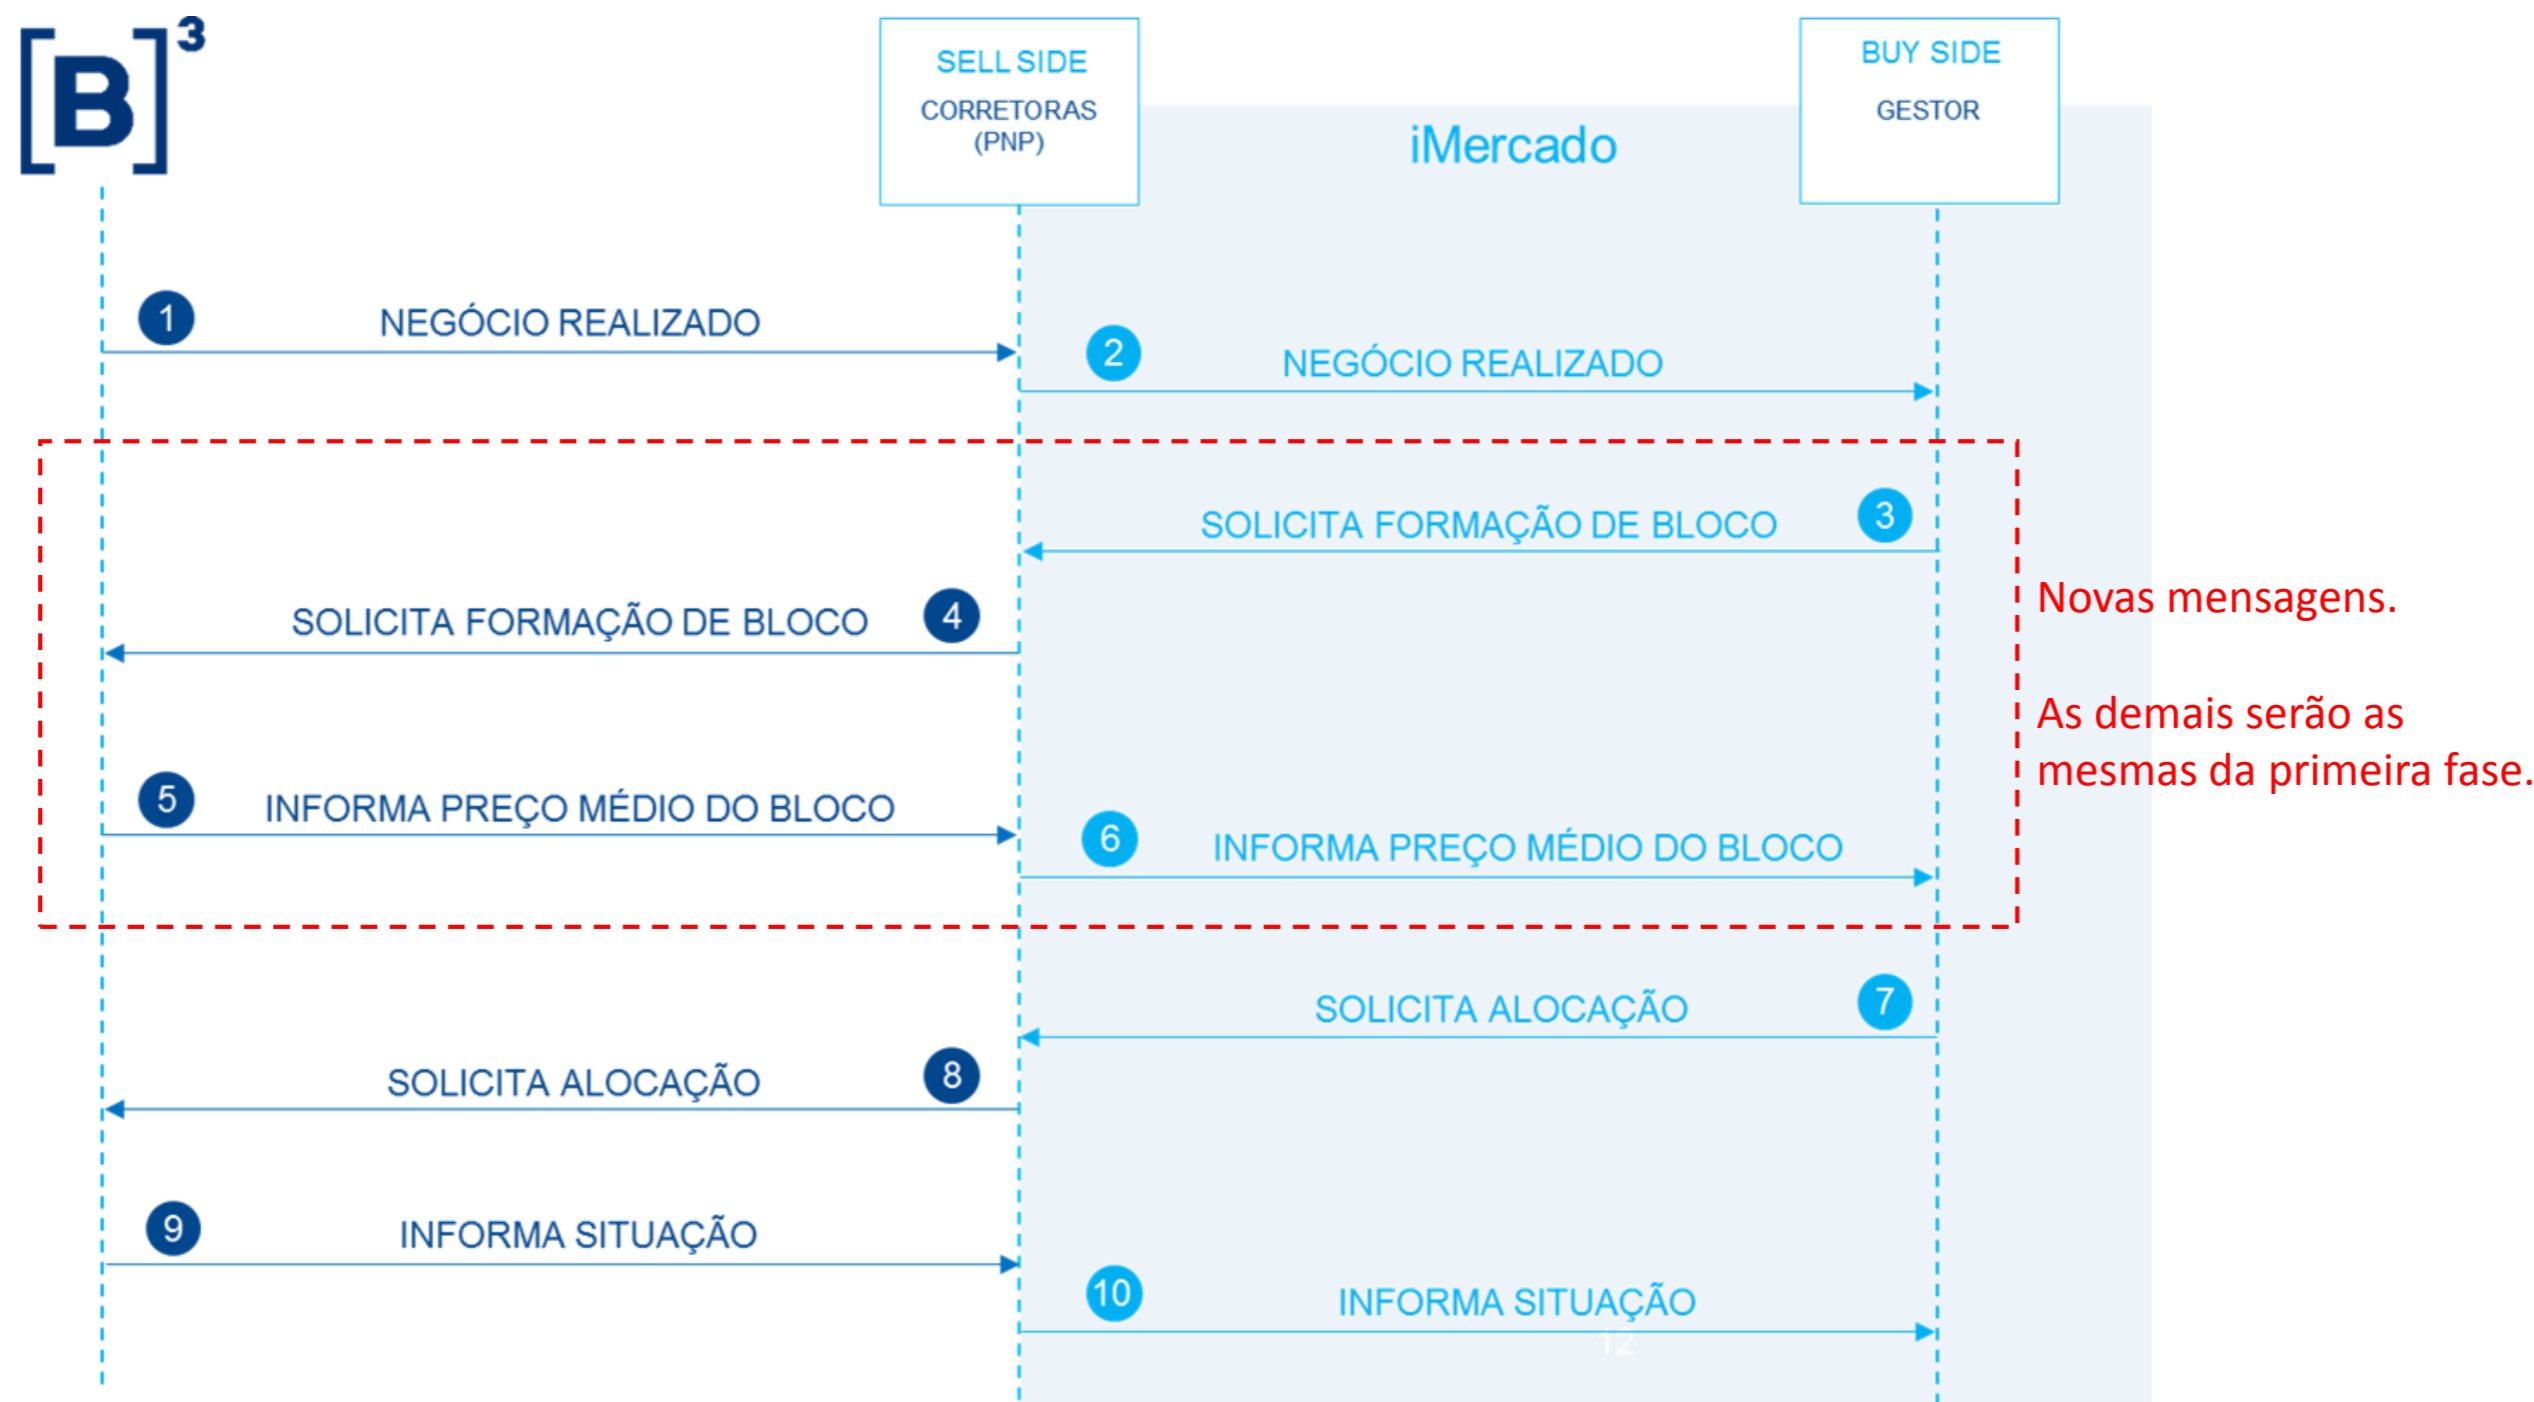 [B]³
SELL SIDE
CORRETORAS
(PNP)
iMercado
BUY SIDE
GESTOR
1 NEGÓCIO REALIZADO
2 NEGÓCIO REALIZADO
SOLICITA FORMAÇÃO DE BLOCO 3
SOLICITA FORMAÇÃO DE BLOCO 4
Novas mensagens.
As demais serão as
mesmas da primeira fase.
5 INFORMA PREÇO MÉDIO DO BLOCO
6 INFORMA PREÇO MÉDIO DO BLOCO
SOLICITA ALOCAÇÃO 7
SOLICITA ALOCAÇÃO 8
9 INFORMA SITUAÇÃO
10 INFORMA SITUAÇÃO
12